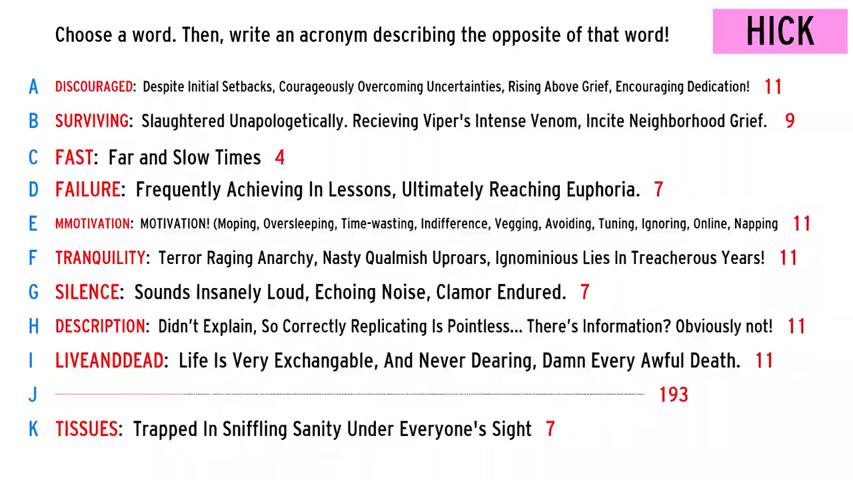 Choose a word. Then, write an acronym describing the opposite of that word!
HICK
A DISCOURAGED: Despite Initial Setbacks, Courageously Overcoming Uncertainties, Rising Above Grief, Encouraging Dedication! 11
B SURVIVING: Slaughtered Unapologetically. Recieving Viper's Intense Venom, Incite Neighborhood Grief. 9
C FAST: Far and Slow Times 4
D FAILURE: Frequently Achieving In Lessons, Ultimately Reaching Euphoria. 7
E MMOTIVATION: MOTIVATION! (Moping, Oversleeping, Time-wasting, Indifference, Vegging, Avoiding, Tuning, Ignoring, Online, Napping 11
F TRANQUILITY: Terror Raging Anarchy, Nasty Qualmish Uproars, Ignominious Lies In Treacherous Years! 11
G SILENCE: Sounds Insanely Loud, Echoing Noise, Clamor Endured. 7
H DESCRIPTION: Didn't Explain, So Correctly Replicating Is Pointless... There's Information? Obviously not! 11
I LIVEANDDEAD: Life Is Very Exchangable, And Never Dearing, Damn Every Awful Death. 11
J 193
K TISSUES: Trapped In Sniffling Sanity Under Everyone's Sight 7